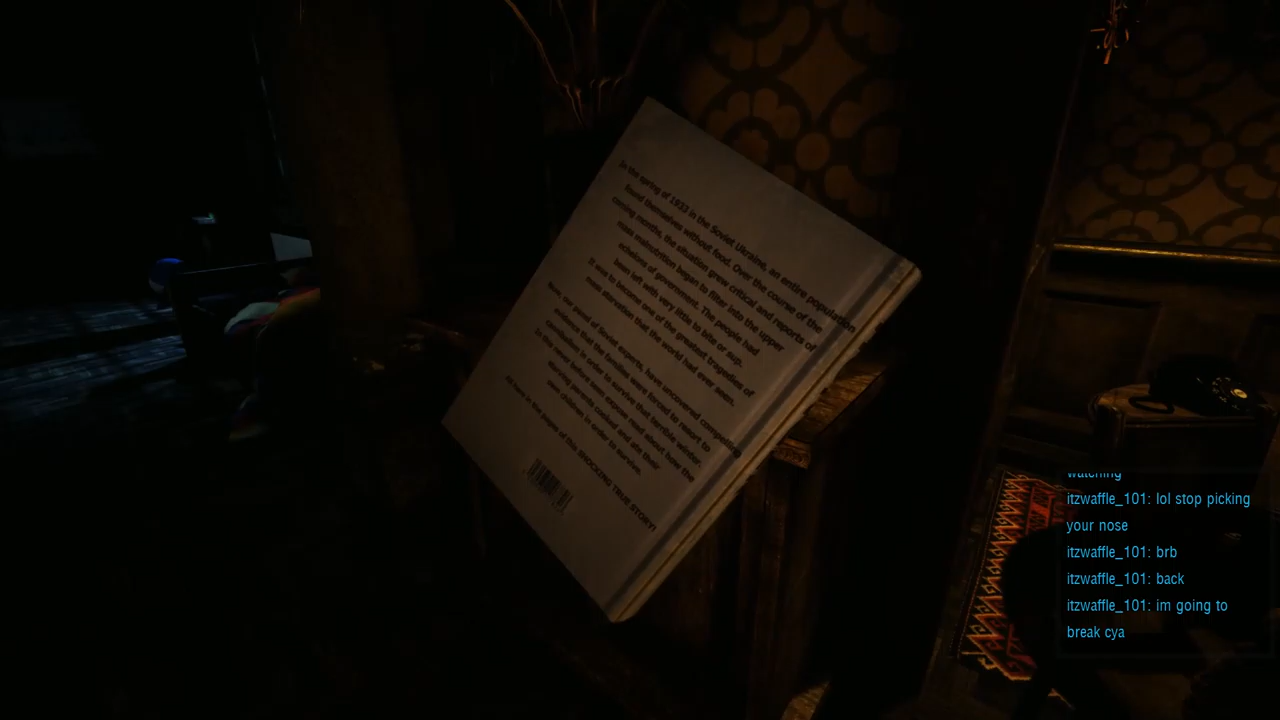 In the spring of 1933 in the Soviet Ukraine, an entire population
found themselves without food. Over the course of the
coming months, the situation grew critical and reports of
mass malnutrition began to filter into the upper
echelons of government. The people had
been left with very little to bite or sup.
It was to become one of the greatest tragedies of
mass starvation that the world had ever seen.
Now, our panel of Soviet experts, have uncovered compelling
evidence that the families were forced to resort to
cannibalism in order to survive that terrible winter.
In the never before seen expose read about how the
starving parents cooked and ate their
own children in order to survive.
All here in the pages of this SHOCKING TRUE STORY!
watching
itzwaffle_101: lol stop picking
your nose
itzwaffle_101: brb
itzwaffle_101: back
itzwaffle_101: im going to
break cya